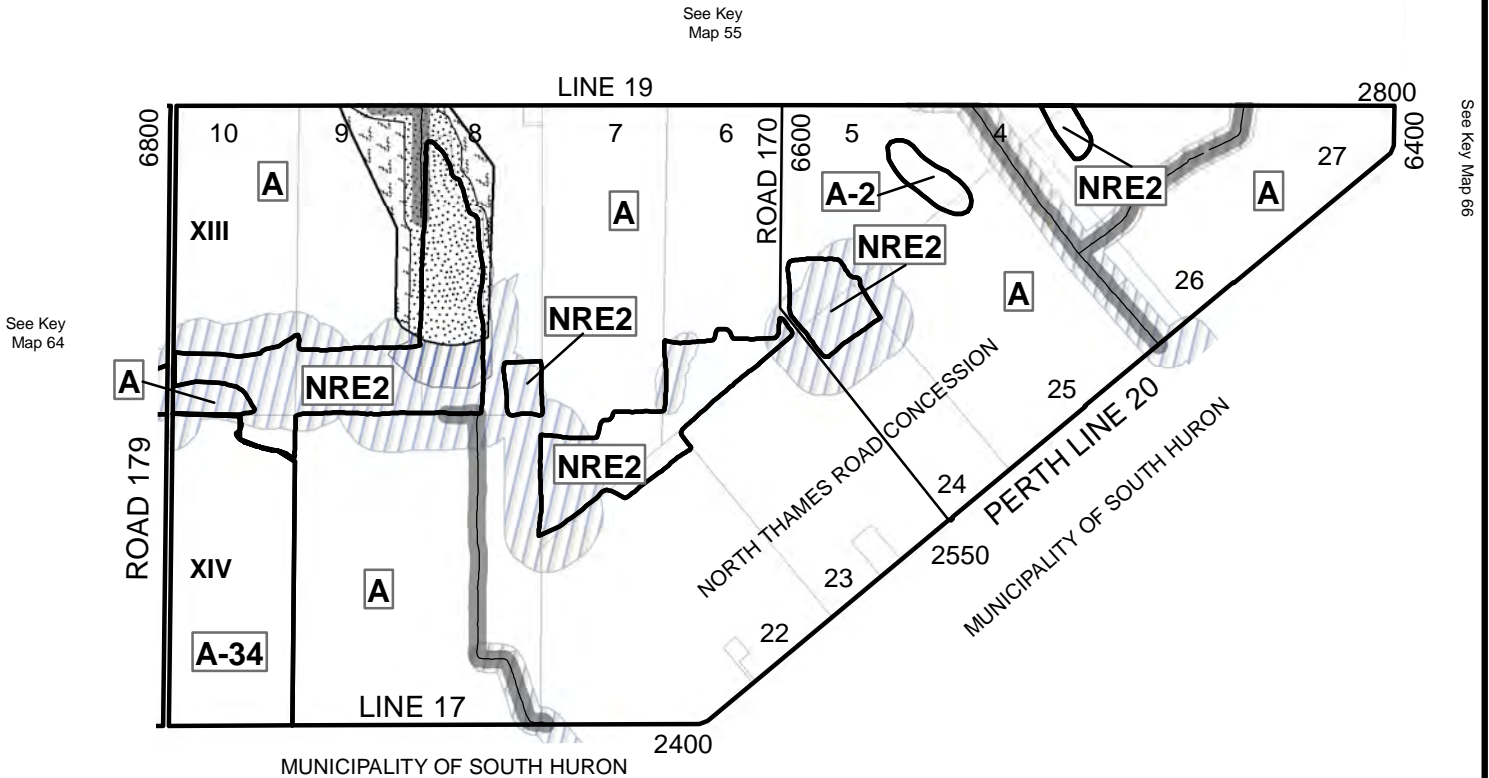 See Key
Map 55
LINE 19
2800
6800
10
9
8
7
6
ROAD 170
6600
5
4
27
6400
See Key Map 66
A
A
A-2
NRE2
A
XIII
NRE2
A
26
See Key
Map 64
NRE2
A
NRE2
25
NORTH THAMES ROAD CONCESSION
PERTH LINE 20
MUNICIPALITY OF SOUTH HURON
NRE2
24
ROAD 179
XIV
A
23
2550
22
A-34
LINE 17
2400
MUNICIPALITY OF SOUTH HURON